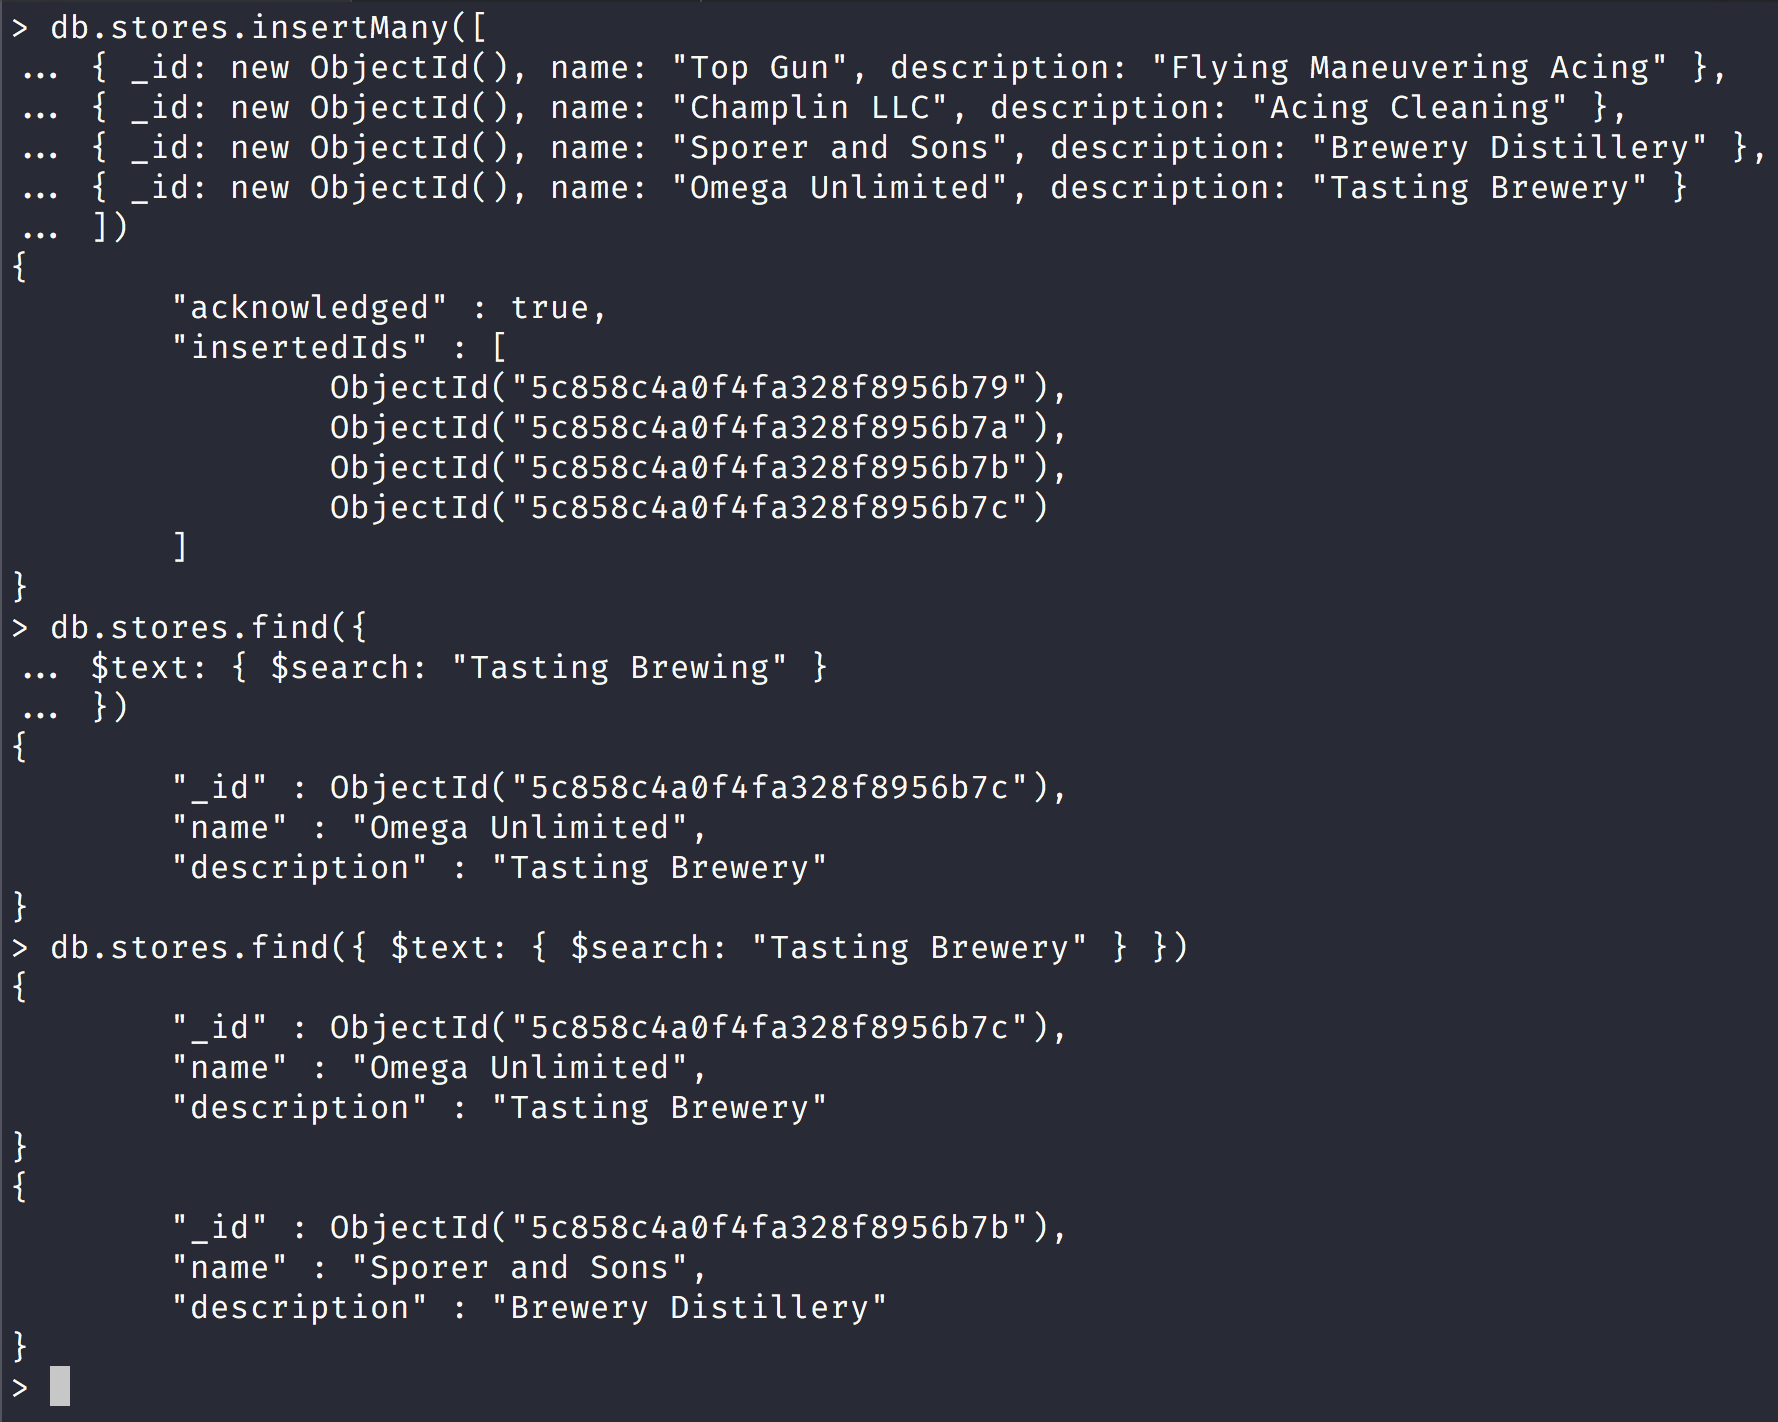 > db.stores.insertMany([
... { _id: new ObjectId(), name: "Top Gun", description: "Flying Maneuvering Acing" },
... { _id: new ObjectId(), name: "Champlin LLC", description: "Acing Cleaning" },
... { _id: new ObjectId(), name: "Sporer and Sons", description: "Brewery Distillery" },
... { _id: new ObjectId(), name: "Omega Unlimited", description: "Tasting Brewery" }
... ])
{
        "acknowledged" : true,
        "insertedIds" : [
                ObjectId("5c858c4a0f4fa328f8956b79"),
                ObjectId("5c858c4a0f4fa328f8956b7a"),
                ObjectId("5c858c4a0f4fa328f8956b7b"),
                ObjectId("5c858c4a0f4fa328f8956b7c")
        ]
}
> db.stores.find({
... $text: { $search: "Tasting Brewing" }
... })
{
        "_id" : ObjectId("5c858c4a0f4fa328f8956b7c"),
        "name" : "Omega Unlimited",
        "description" : "Tasting Brewery"
}
> db.stores.find({ $text: { $search: "Tasting Brewery" } })
{
        "_id" : ObjectId("5c858c4a0f4fa328f8956b7c"),
        "name" : "Omega Unlimited",
        "description" : "Tasting Brewery"
}
{
        "_id" : ObjectId("5c858c4a0f4fa328f8956b7b"),
        "name" : "Sporer and Sons",
        "description" : "Brewery Distillery"
}
>